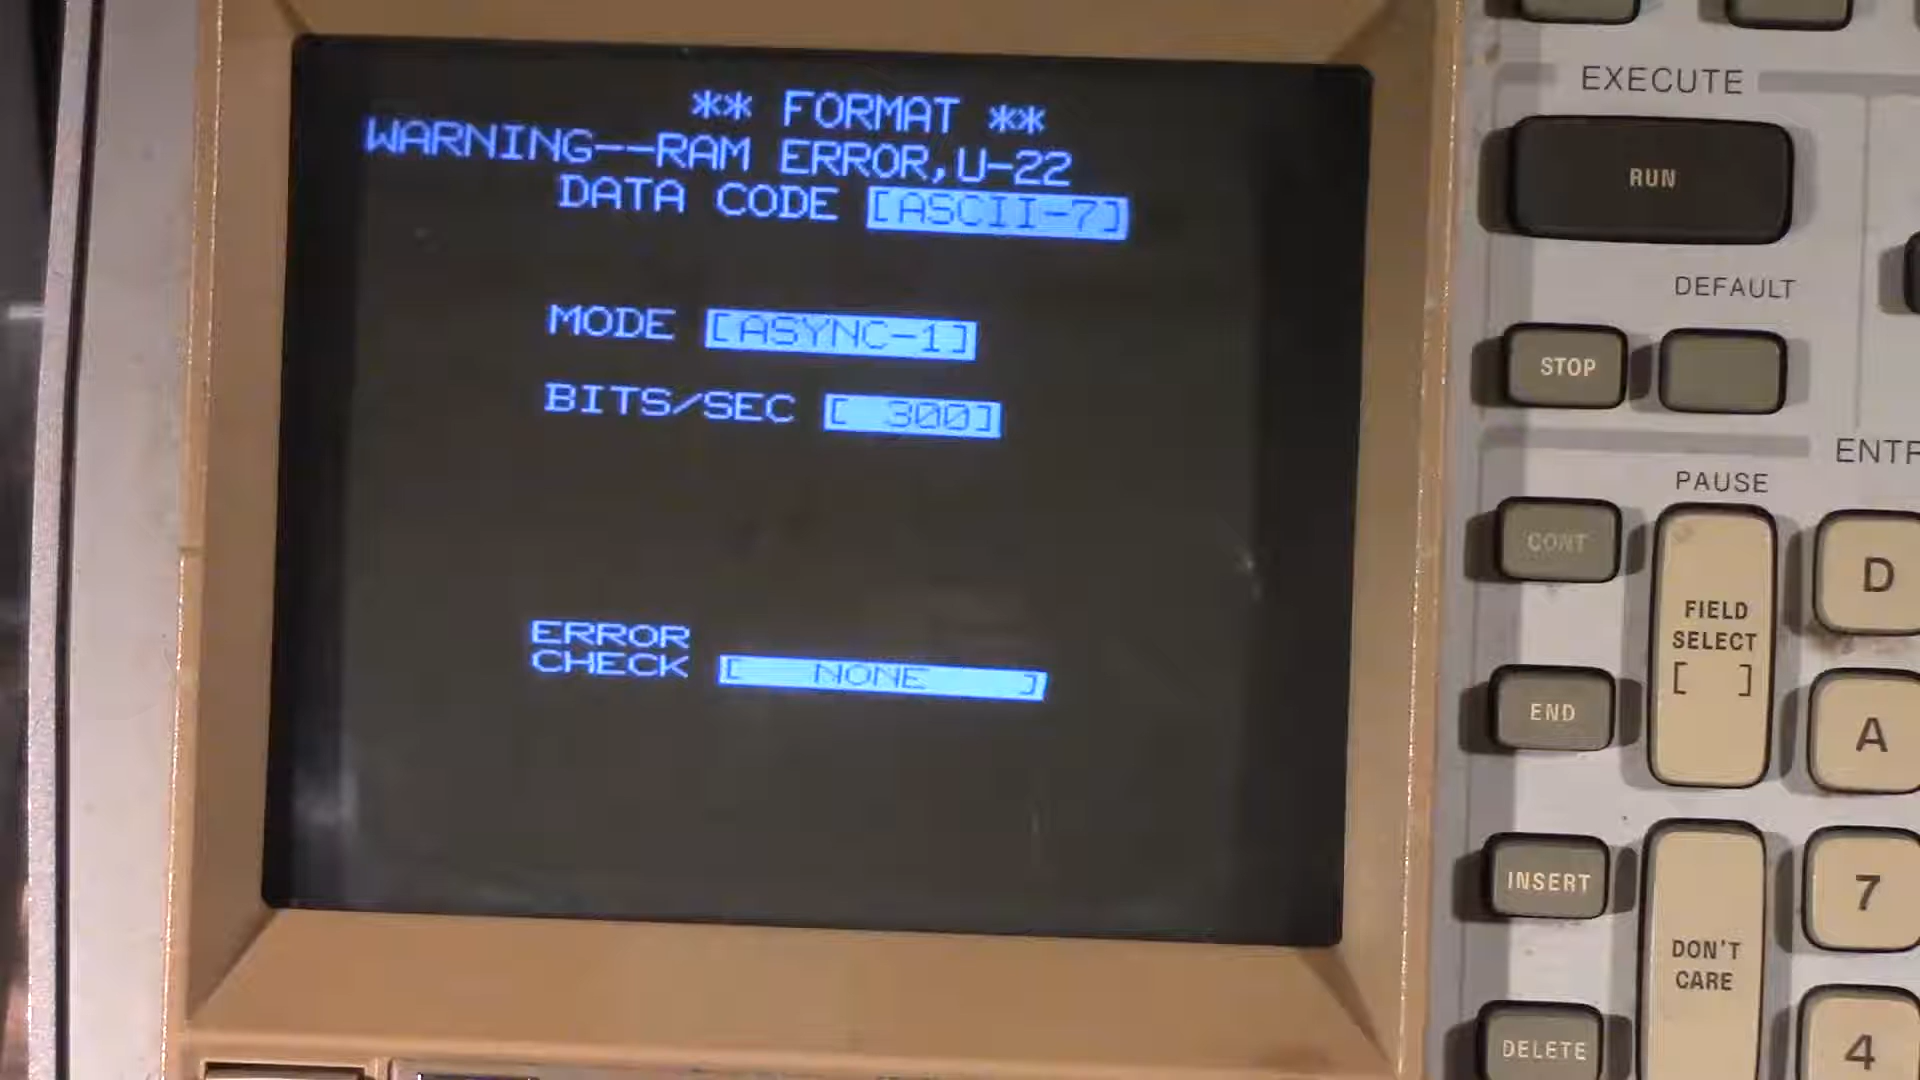 ** FORMAT **
WARNING--RAM ERROR,U-22
DATA CODE [ASCII-7]
MODE [ASYNC-1]
BITS/SEC [ 300]
ERROR
CHECK [ NONE ]
EXECUTE
RUN
DEFAULT
STOP
PAUSE
CONT
FIELD
SELECT
[ ]
D
END
A
INSERT
DON'T
CARE
7
DELETE
4